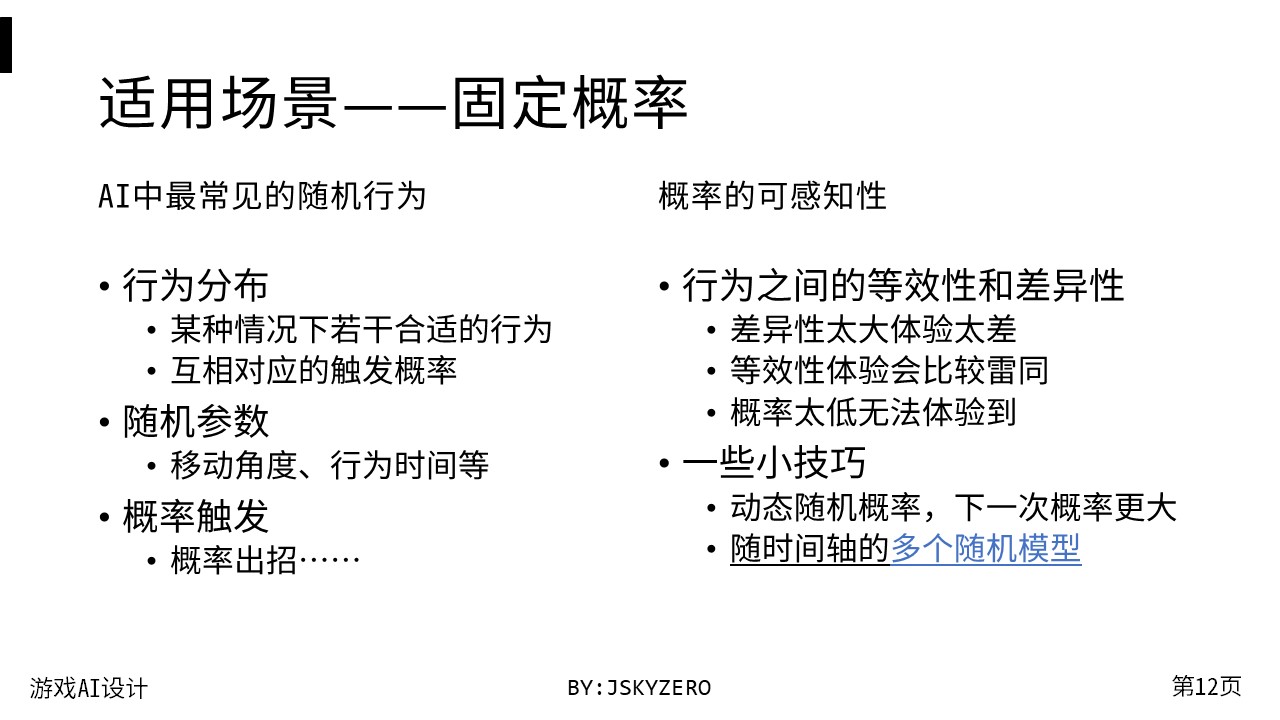 适用场景——固定概率
AI中最常见的随机行为
• 行为分布
• 某种情况下若干合适的行为
• 互相对应的触发概率
• 随机参数
• 移动角度、行为时间等
• 概率触发
• 概率出招……
概率的可感知性
• 行为之间的等效性和差异性
• 差异性太大体验太差
• 等效性体验会比较雷同
• 概率太低无法体验到
• 一些小技巧
• 动态随机概率，下一次概率更大
• 随时间轴的多个随机模型
游戏AI设计
BY:JSKYZERO
第12页